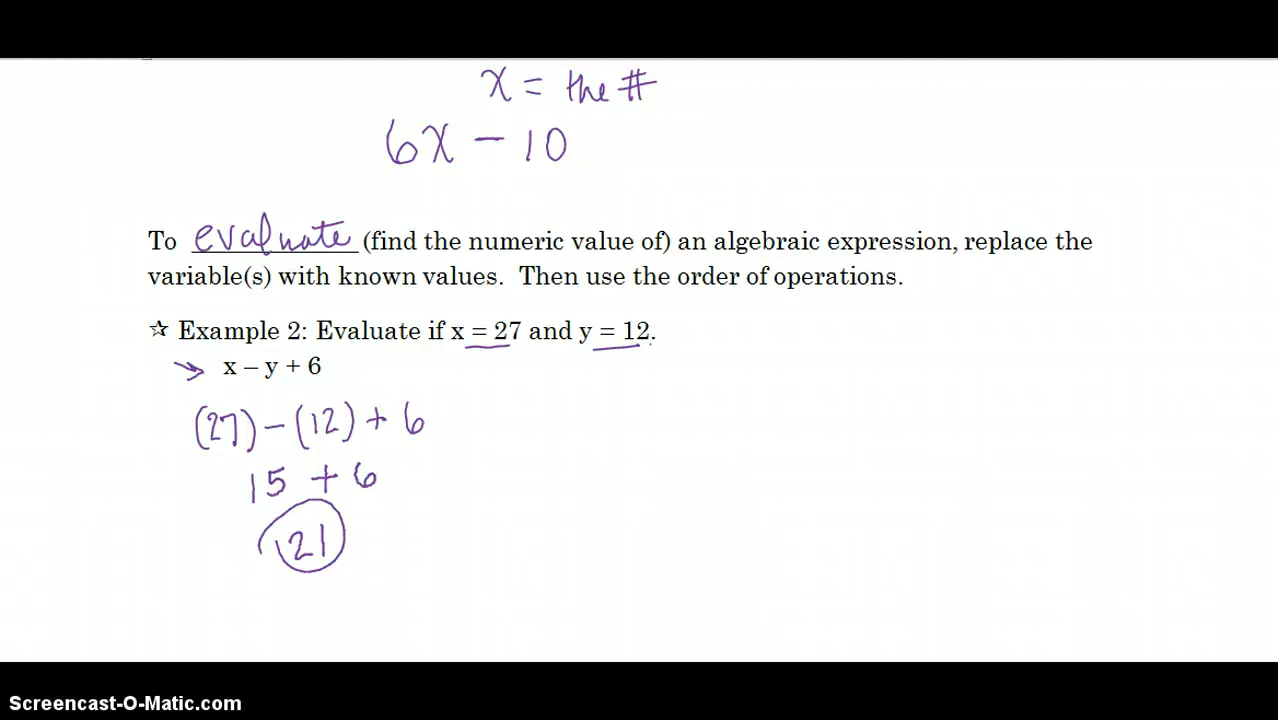 x = the #
6x - 10
To evaluate (find the numeric value of) an algebraic expression, replace the
variable(s) with known values. Then use the order of operations.
☆ Example 2: Evaluate if x = 27 and y = 12.
→ x – y + 6
(27) - (12) + 6
15 + 6
21
Screencast-O-Matic.com